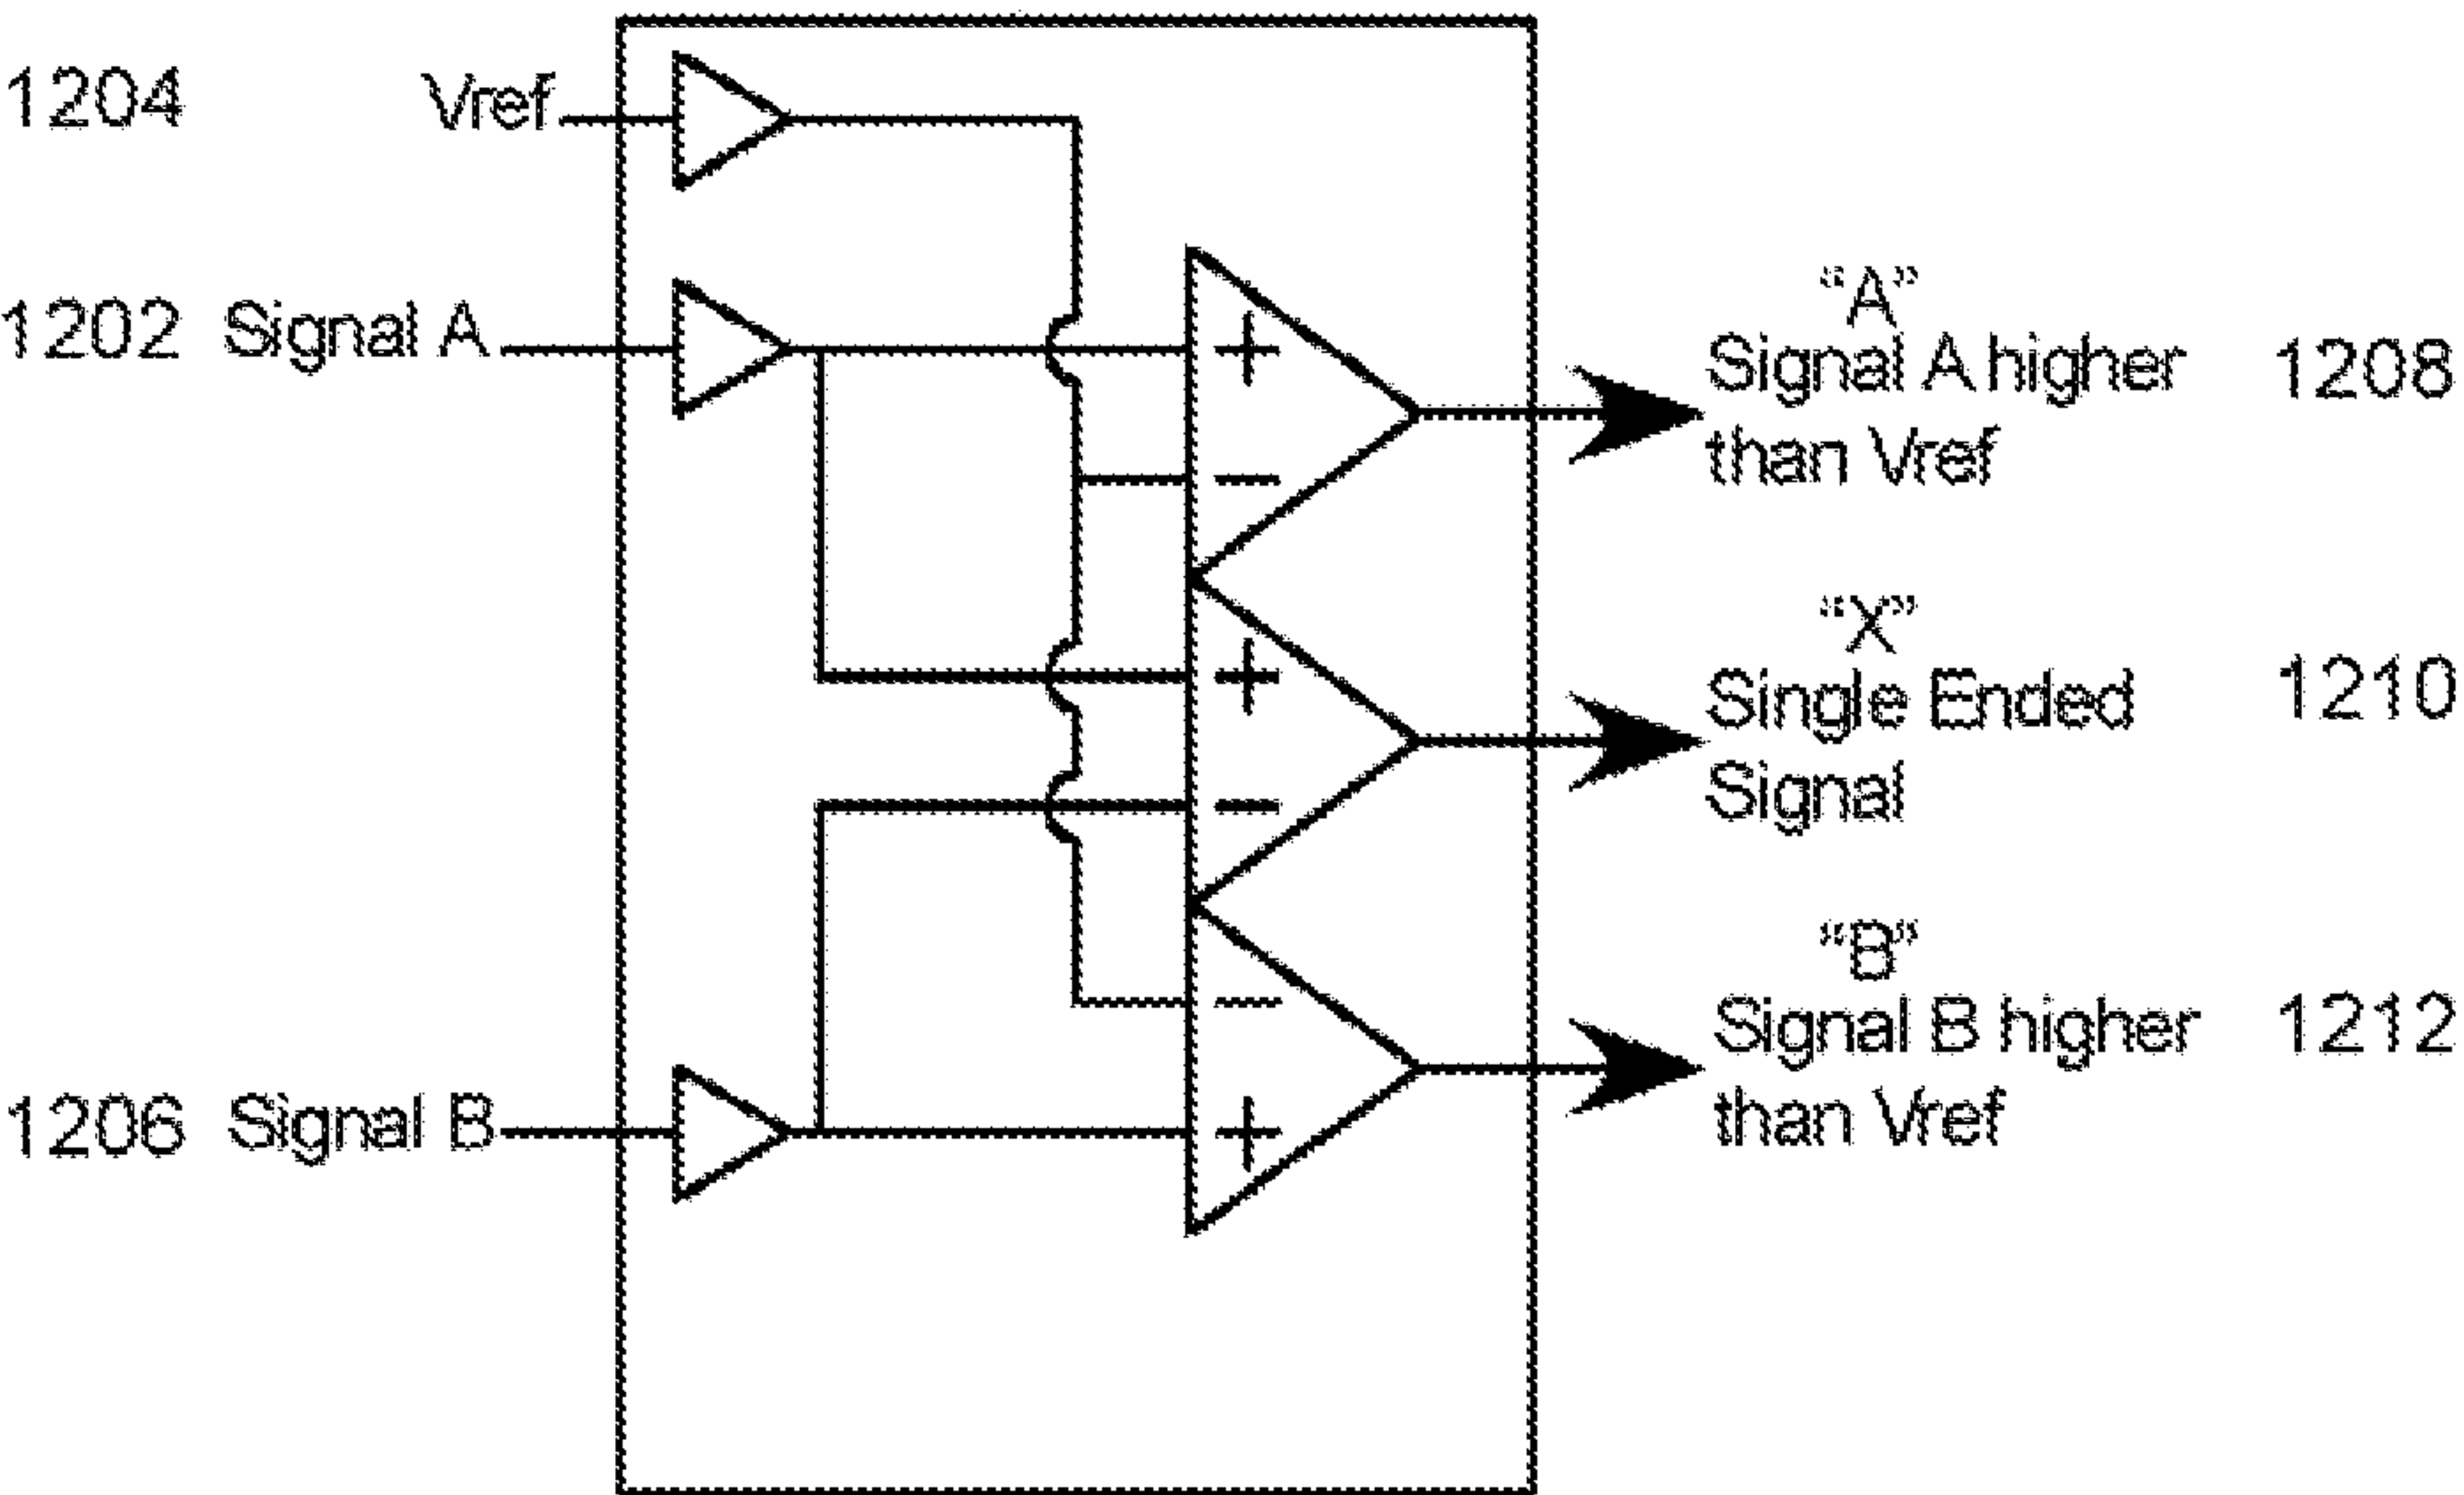 1204 Vref
1202 Signal A
1206 Signal B
+
−
+
−
−
+
“A”
Signal A higher 1208
than Vref
“X”
Single Ended 1210
Signal
“B”
Signal B higher 1212
than Vref